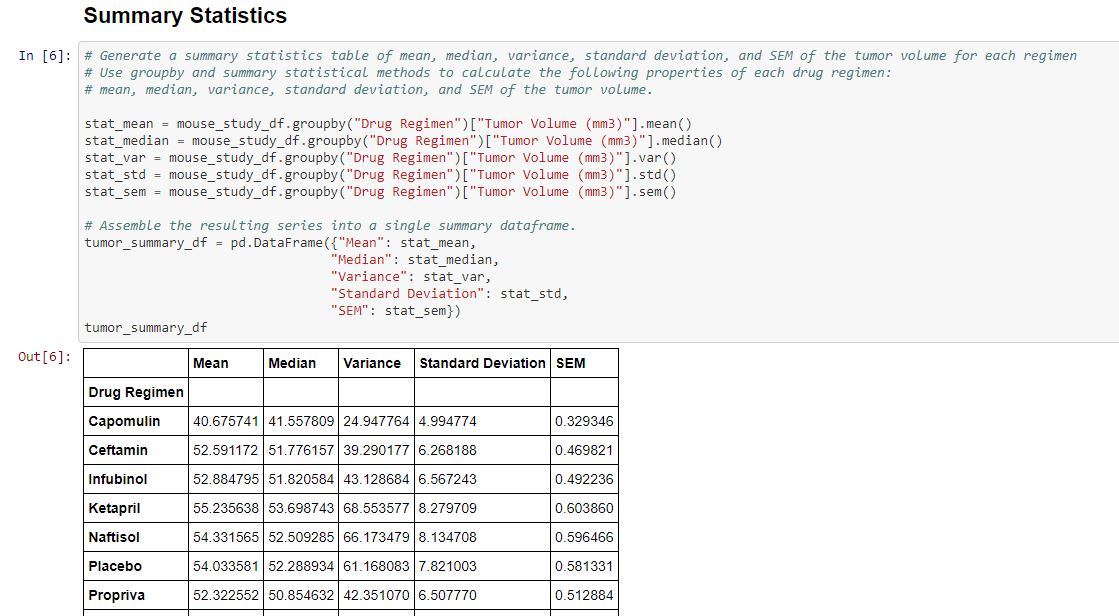 Summary Statistics
In [6]: # Generate a summary statistics table of mean, median, variance, standard deviation, and SEM of the tumor volume for each regimen
# Use groupby and summary statistical methods to calculate the following properties of each drug regimen:
# mean, median, variance, standard deviation, and SEM of the tumor volume.
stat_mean = mouse_study_df.groupby("Drug Regimen")["Tumor Volume (mm3)"].mean()
stat_median = mouse_study_df.groupby("Drug Regimen")["Tumor Volume (mm3)"].median()
stat_var = mouse_study_df.groupby("Drug Regimen")["Tumor Volume (mm3)"].var()
stat_std = mouse_study_df.groupby("Drug Regimen")["Tumor Volume (mm3)"].std()
stat_sem = mouse_study_df.groupby("Drug Regimen")["Tumor Volume (mm3)"].sem()
# Assemble the resulting series into a single summary dataframe.
tumor_summary_df = pd.DataFrame({"Mean": stat_mean,
"Median": stat_median,
"Variance": stat_var,
"Standard Deviation": stat_std,
"SEM": stat_sem})
tumor_summary_df
Out[6]: Mean Median Variance Standard Deviation SEM
Drug Regimen
Capomulin 40.675741 41.557809 24.947764 4.994774 0.329346
Ceftamin 52.591172 51.776157 39.290177 6.268188 0.469821
Infubinol 52.884795 51.820584 43.128684 6.567243 0.492236
Ketapril 55.235638 53.698743 68.553577 8.279709 0.603860
Naftisol 54.331565 52.509285 66.173479 8.134708 0.596466
Placebo 54.033581 52.288934 61.168083 7.821003 0.581331
Propriva 52.322552 50.854632 42.351070 6.507770 0.512884